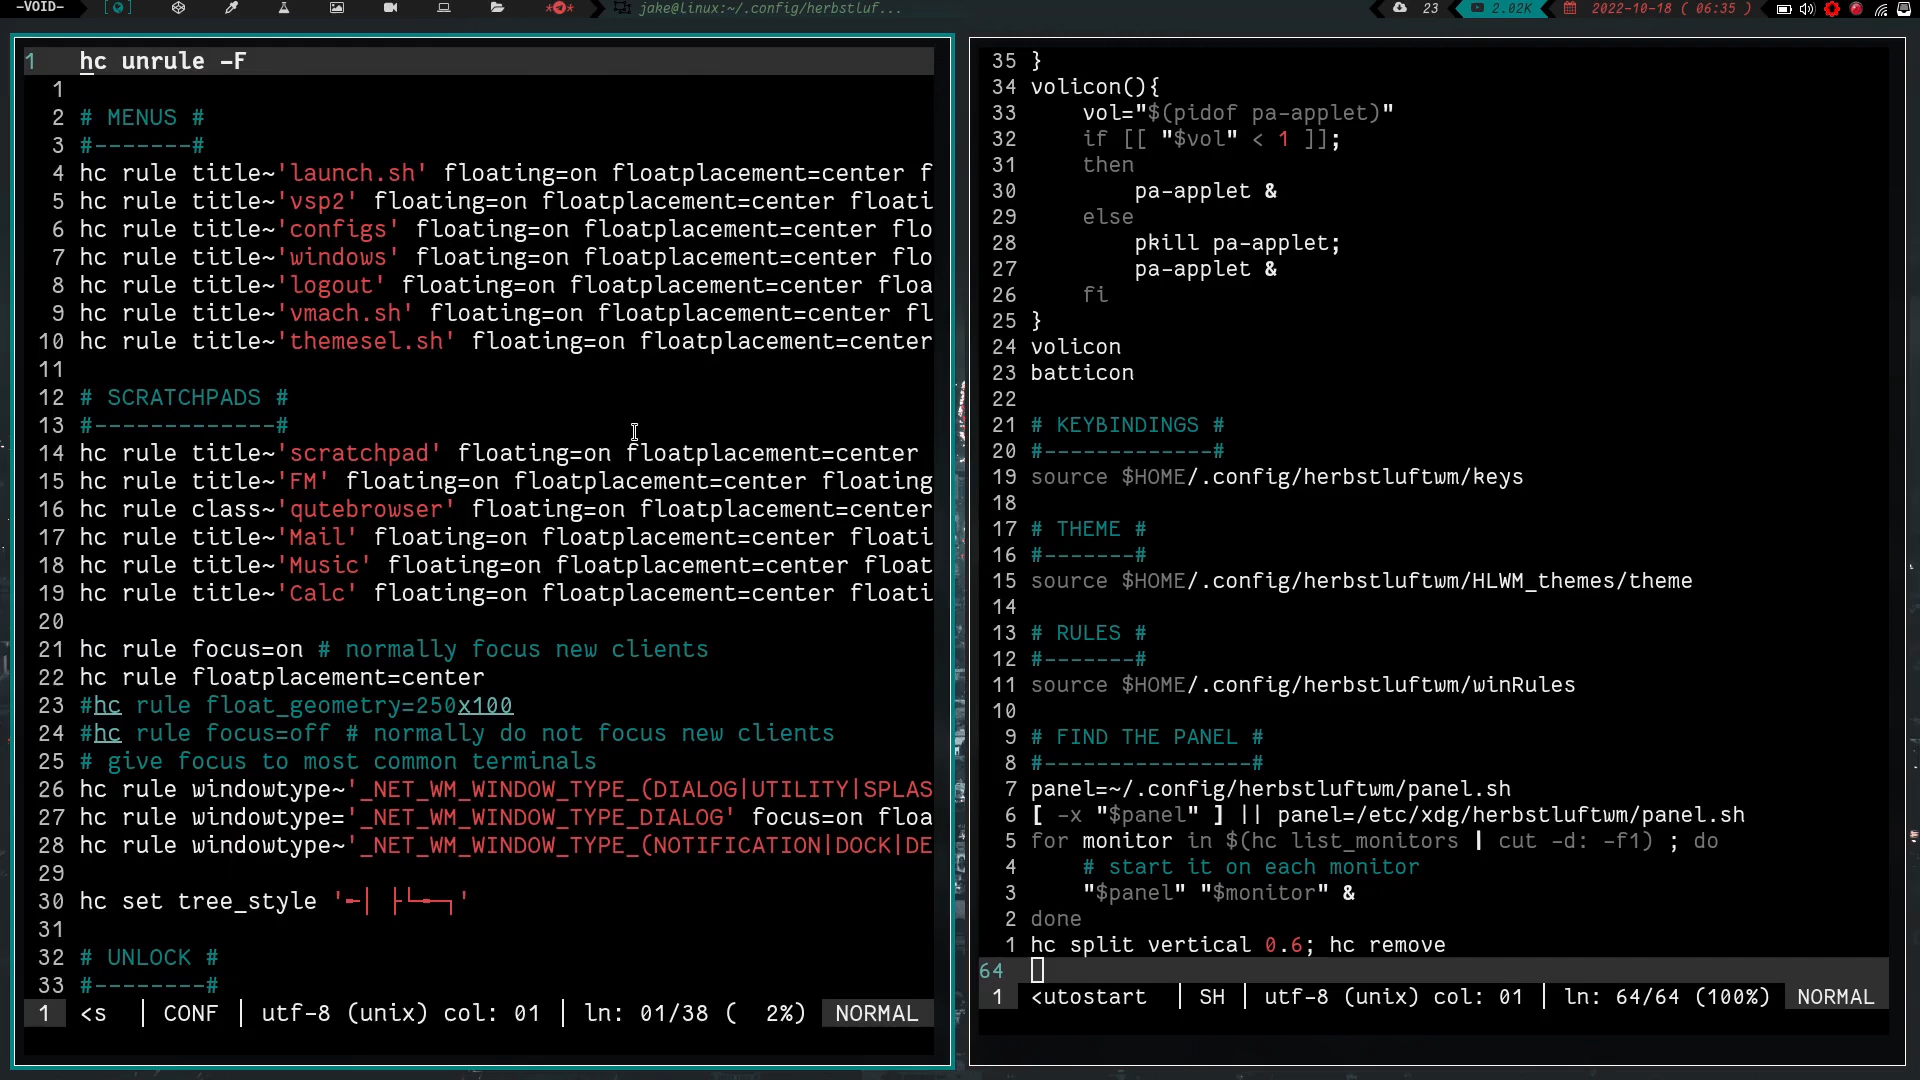 -VOID-
jake@linux:~/.config/herbstluf...
23
2.02K
2022-10-18 ( 06:35 )
1 hc unrule -F
1
2 # MENUS #
3 #-------#
4 hc rule title~'launch.sh' floating=on floatplacement=center f
5 hc rule title~'vsp2' floating=on floatplacement=center floati
6 hc rule title~'configs' floating=on floatplacement=center flo
7 hc rule title~'windows' floating=on floatplacement=center flo
8 hc rule title~'logout' floating=on floatplacement=center floa
9 hc rule title~'vmach.sh' floating=on floatplacement=center fl
10 hc rule title~'themesel.sh' floating=on floatplacement=center
11
12 # SCRATCHPADS #
13 #-------------#
14 hc rule title~'scratchpad' floating=on floatplacement=center
15 hc rule title~'FM' floating=on floatplacement=center floating
16 hc rule class~'qutebrowser' floating=on floatplacement=center
17 hc rule title~'Mail' floating=on floatplacement=center floati
18 hc rule title~'Music' floating=on floatplacement=center float
19 hc rule title~'Calc' floating=on floatplacement=center floati
20
21 hc rule focus=on # normally focus new clients
22 hc rule floatplacement=center
23 #hc rule float_geometry=250x100
24 #hc rule focus=off # normally do not focus new clients
25 # give focus to most common terminals
26 hc rule windowtype~'_NET_WM_WINDOW_TYPE_(DIALOG|UTILITY|SPLAS
27 hc rule windowtype='_NET_WM_WINDOW_TYPE_DIALOG' focus=on floa
28 hc rule windowtype~'_NET_WM_WINDOW_TYPE_(NOTIFICATION|DOCK|DE
29
30 hc set tree_style '╾│ ├└╼─┐'
31
32 # UNLOCK #
33 #--------#
1 <s | CONF | utf-8 (unix) col: 01 | ln: 01/38 ( 2%) NORMAL
35 }
34 volicon(){
33 vol="$(pidof pa-applet)"
32 if [[ "$vol" < 1 ]];
31 then
30 pa-applet &
29 else
28 pkill pa-applet;
27 pa-applet &
26 fi
25 }
24 volicon
23 batticon
22
21 # KEYBINDINGS #
20 #-------------#
19 source $HOME/.config/herbstluftwm/keys
18
17 # THEME #
16 #-------#
15 source $HOME/.config/herbstluftwm/HLWM_themes/theme
14
13 # RULES #
12 #-------#
11 source $HOME/.config/herbstluftwm/winRules
10
9 # FIND THE PANEL #
8 #----------------#
7 panel=~/.config/herbstluftwm/panel.sh
6 [ -x "$panel" ] || panel=/etc/xdg/herbstluftwm/panel.sh
5 for monitor in $(hc list_monitors | cut -d: -f1) ; do
4 # start it on each monitor
3 "$panel" "$monitor" &
2 done
1 hc split vertical 0.6; hc remove
64
1 <utostart | SH | utf-8 (unix) col: 01 | ln: 64/64 (100%) NORMAL